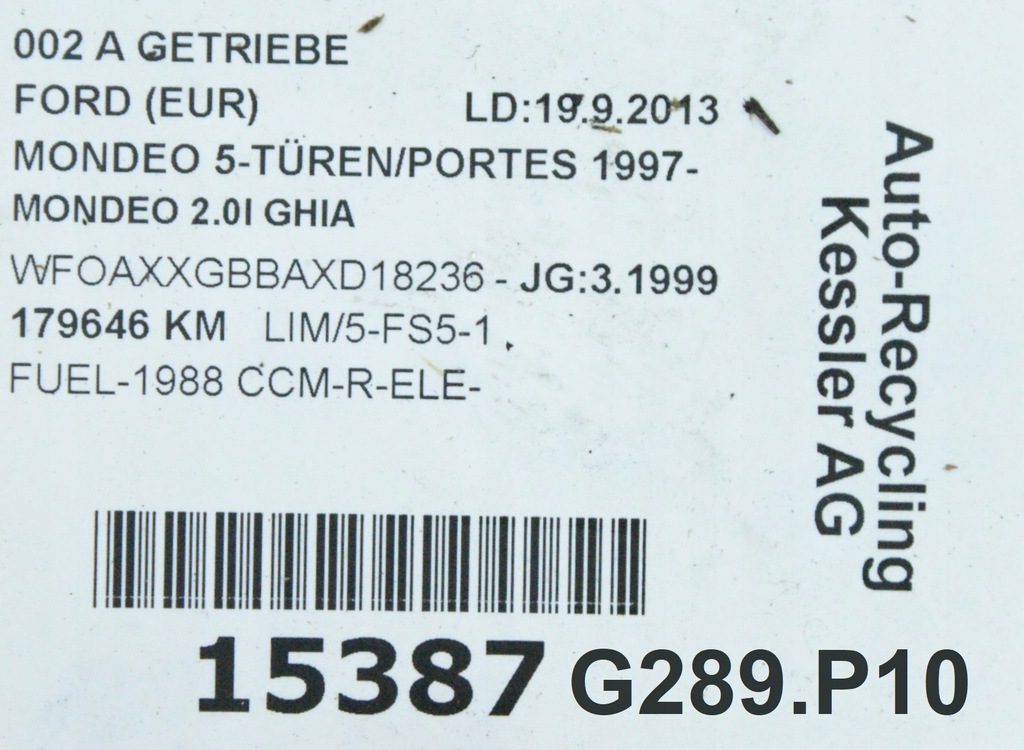 002 A GETRIEBE
FORD (EUR) LD:19.9.2013
MONDEO 5-TÜREN/PORTES 1997-
MONDEO 2.0I GHIA
WFOAXXGBBAXD18236 - JG:3.1999
179646 KM LIM/5-FS5-1
FUEL-1988 CCM-R-ELE-
Auto-Recycling
Kessler AG
15387 G289.P10